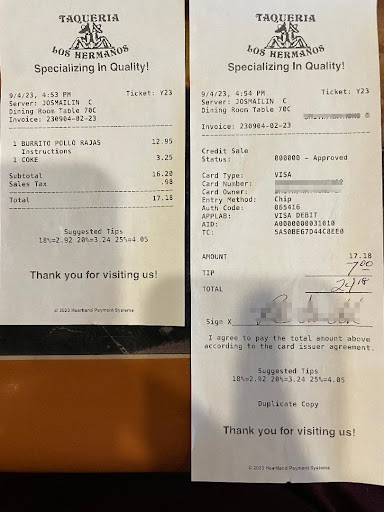 TAQUERIA
LOS HERMANOS
Specializing In Quality!
9/4/23, 4:53 PM Ticket: Y23
Server: JOSMAILIN C
Dining Room Table 70C
Invoice: 230904-02-23
1 BURRITO POLLO RAJAS 12.95
Instructions
1 COKE 3.25
Subtotal 16.20
Sales Tax .98
Total 17.18
Suggested Tips
18%=2.92 20%=3.24 25%=4.05
Thank you for visiting us!
© 2023 Heartland Payment Systems
TAQUERIA
LOS HERMANOS
Specializing In Quality!
9/4/23, 4:54 PM Ticket: Y23
Server: JOSMAILIN C
Dining Room Table 70C
Invoice: 230904-02-23
Credit Sale
Status: 000000 - Approved
Card Type: VISA
Card Number:
Card Owner:
Entry Method: Chip
Auth Code: 065416
APPLAB: VISA DEBIT
AID: A0000000031010
TC: 5A50BE67D44C8EE0
AMOUNT 17.18
TIP 7.00
TOTAL 24.18
Sign X
I agree to pay the total amount above
according to the card issuer agreement.
Suggested Tips
18%=2.92 20%=3.24 25%=4.05
Duplicate Copy
Thank you for visiting us!
© 2023 Heartland Payment Systems